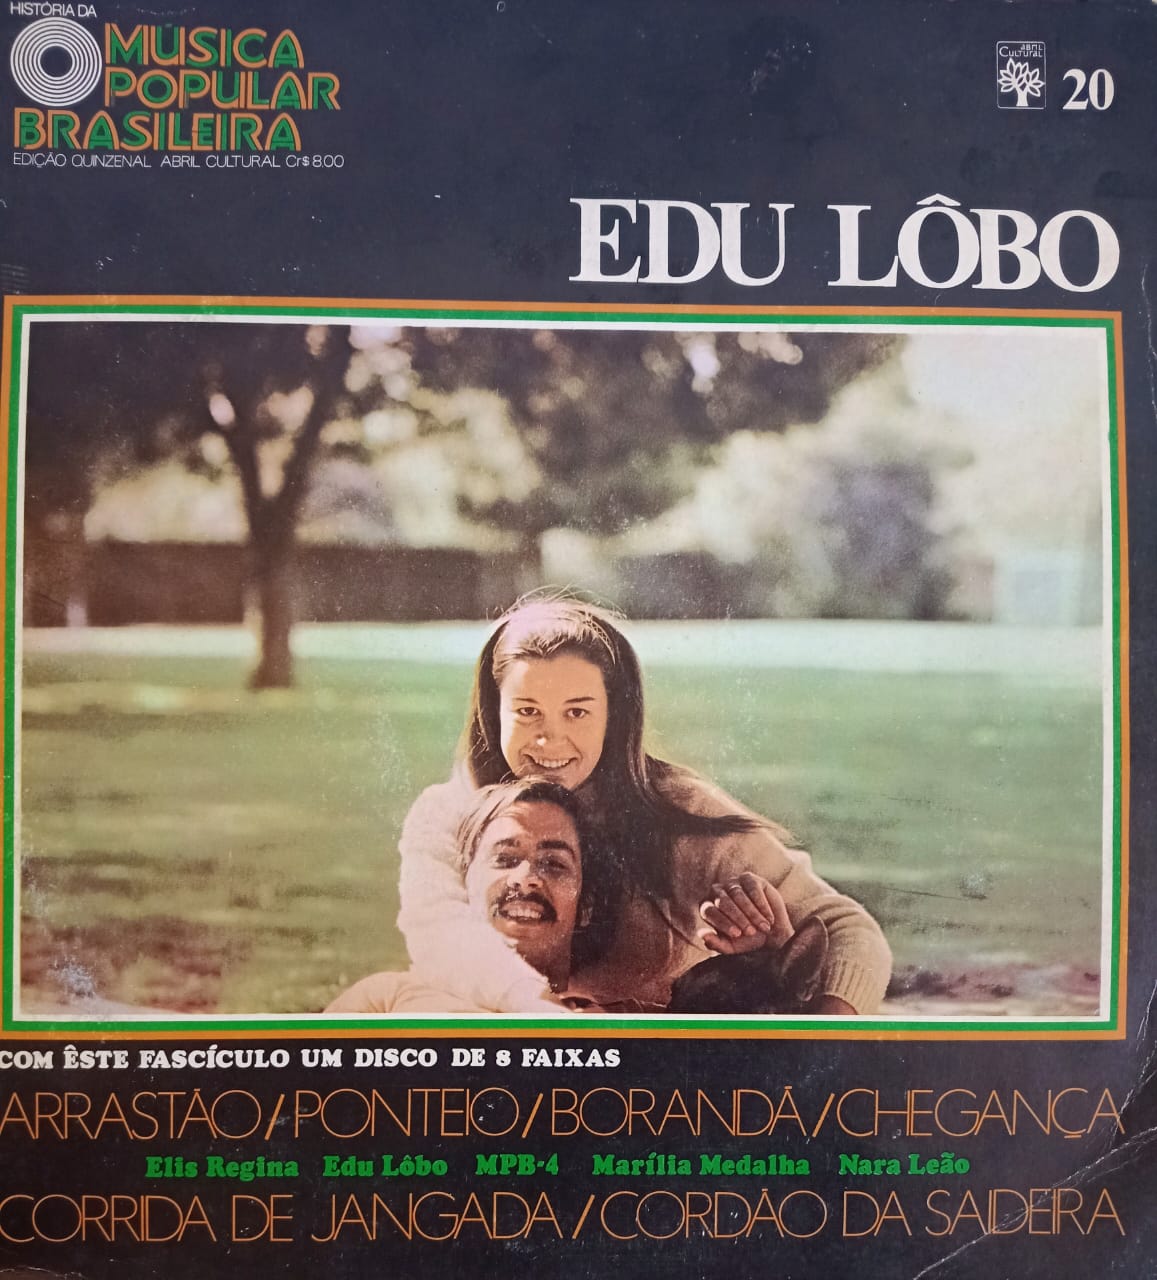 HISTÓRIA DA
MÚSICA
POPULAR
BRASILEIRA
EDIÇÃO QUINZENAL ABRIL CULTURAL Cr$ 8.00
ABRIL
CULTURAL
20
EDU LÔBO
COM ÊSTE FASCÍCULO UM DISCO DE 8 FAIXAS
ARRASTÃO/PONTEIO/BORANDÁ/CHEGANÇA
Elis Regina Edu Lôbo MPB-4 Marília Medalha Nara Leão
CORRIDA DE JANGADA/CORDÃO DA SAIDEIRA